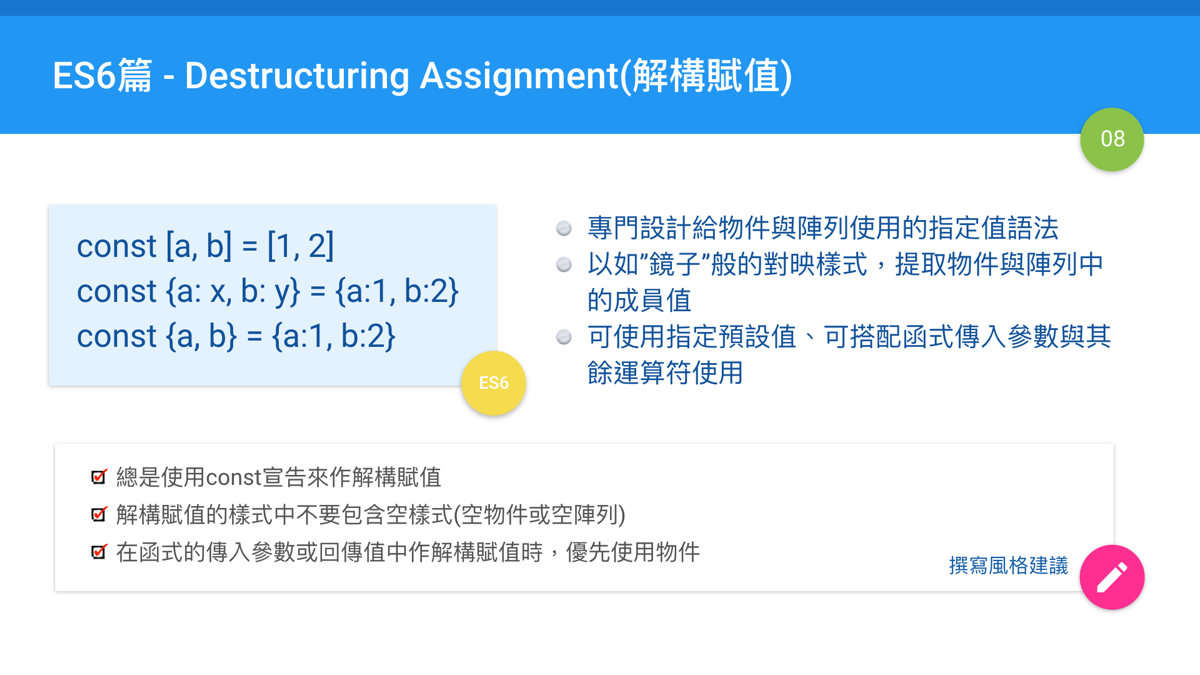 ES6篇 - Destructuring Assignment(解構賦值)
08
const [a, b] = [1, 2]
const {a: x, b: y} = {a:1, b:2}
const {a, b} = {a:1, b:2}
ES6
專門設計給物件與陣列使用的指定值語法
以如”鏡子”般的對映樣式，提取物件與陣列中
的成員值
可使用指定預設值、可搭配函式傳入參數與其
餘運算符使用
總是使用const宣告來作解構賦值
解構賦值的樣式中不要包含空樣式(空物件或空陣列)
在函式的傳入參數或回傳值中作解構賦值時，優先使用物件
撰寫風格建議